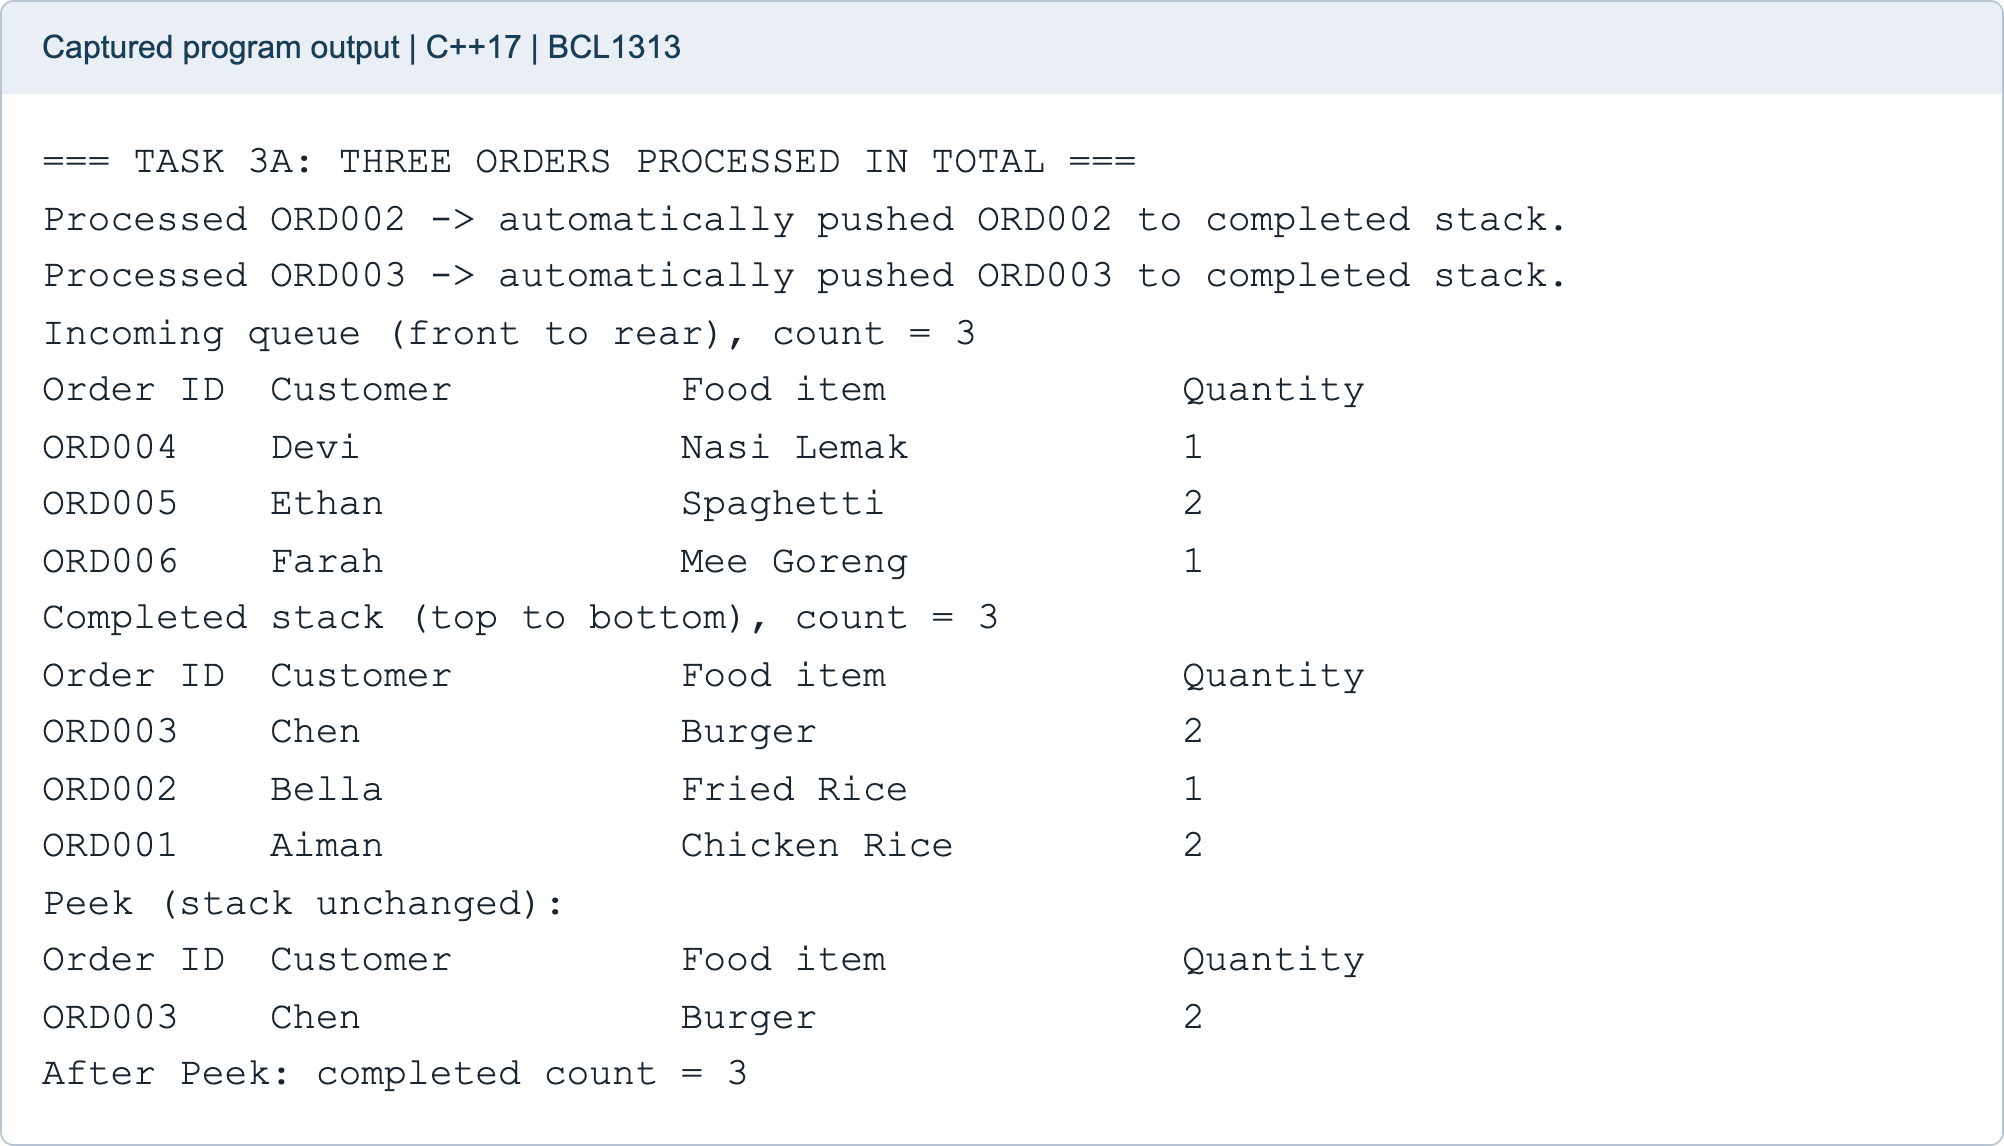 Captured program output | C++17 | BCL1313
=== TASK 3A: THREE ORDERS PROCESSED IN TOTAL ===
Processed ORD002 -> automatically pushed ORD002 to completed stack.
Processed ORD003 -> automatically pushed ORD003 to completed stack.
Incoming queue (front to rear), count = 3
Order ID  Customer          Food item             Quantity
ORD004    Devi              Nasi Lemak            1
ORD005    Ethan             Spaghetti             2
ORD006    Farah             Mee Goreng            1
Completed stack (top to bottom), count = 3
Order ID  Customer          Food item             Quantity
ORD003    Chen              Burger                2
ORD002    Bella             Fried Rice            1
ORD001    Aiman             Chicken Rice          2
Peek (stack unchanged):
Order ID  Customer          Food item             Quantity
ORD003    Chen              Burger                2
After Peek: completed count = 3